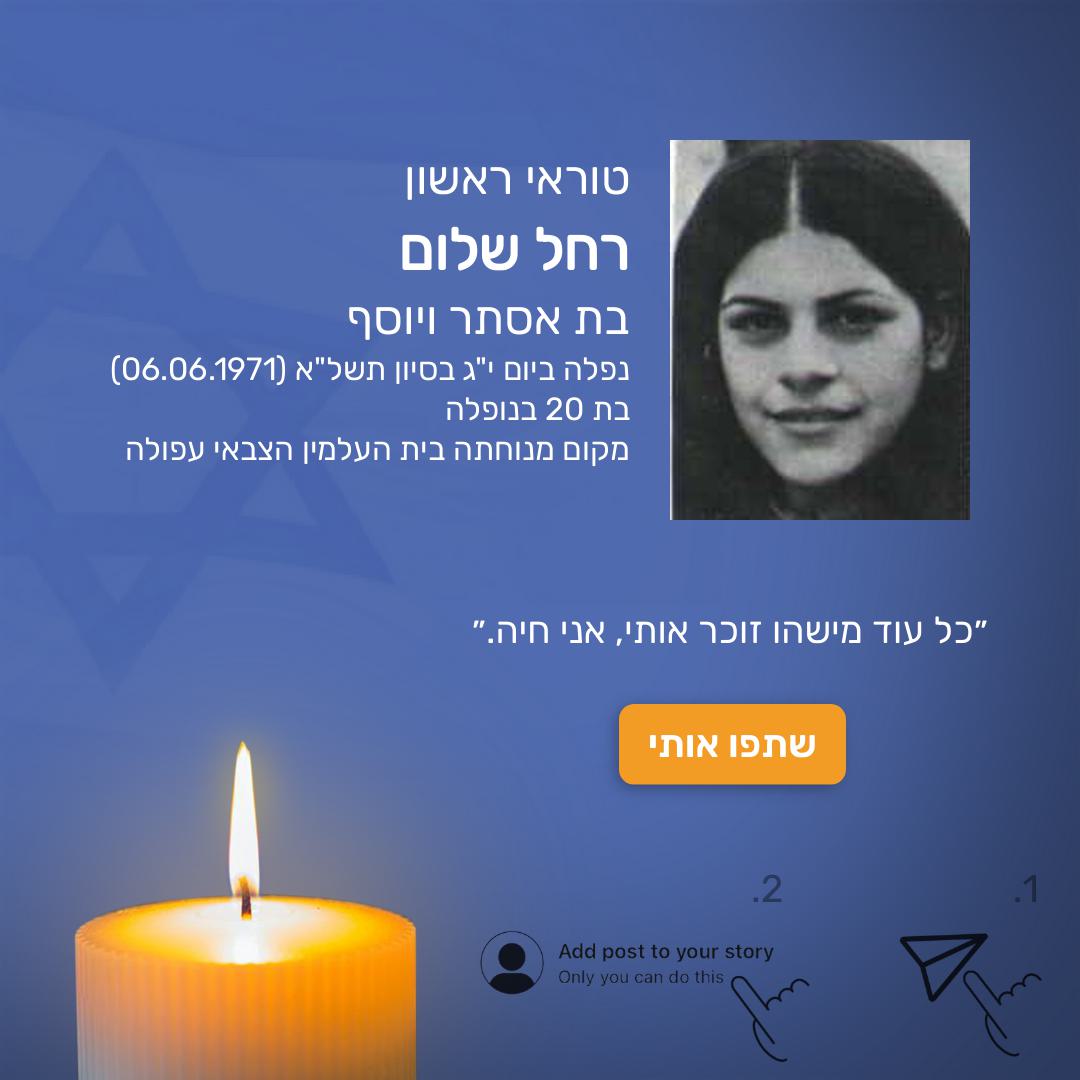 טוראי ראשון
רחל שלום
בת אסתר ויוסף
נפלה ביום י"ג בסיון תשל"א (06.06.1971)
בת 20 בנופלה
מקום מנוחתה בית העלמין הצבאי עפולה
״כל עוד מישהו זוכר אותי, אני חיה.״
שתפו אותי
.1
.2
Add post to your story
Only you can do this